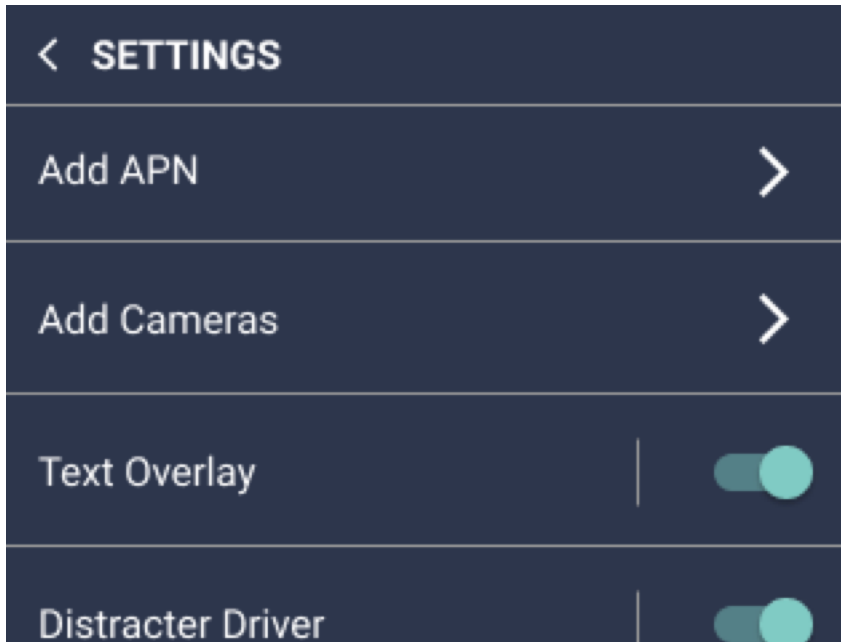 SETTINGS
Add APN
Add Cameras
Text Overlay
Distracter Driver